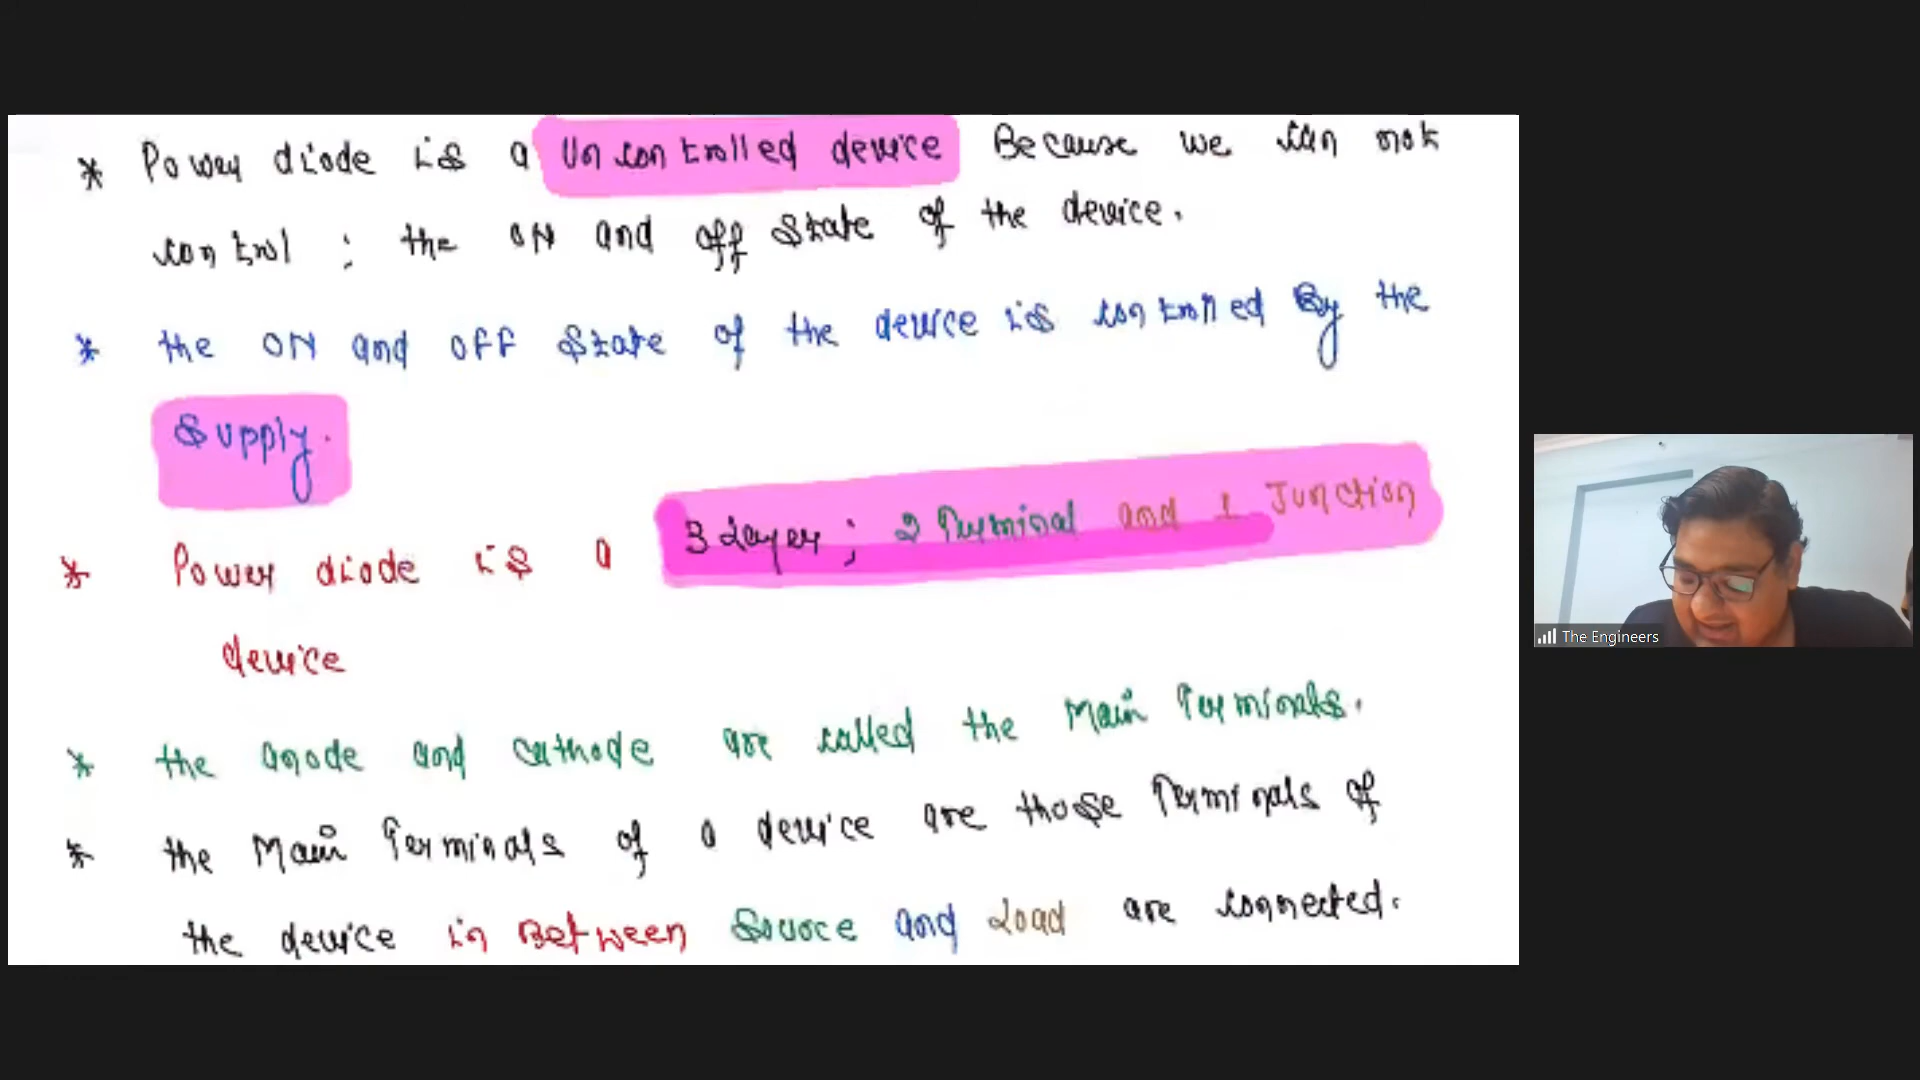 * Power diode is a Uncontrolled device Because we can not
control ; the ON and off state of the device.
* the ON and OFF state of the device is controlled By the
Supply.
* Power diode is a 3 Layer ; 2 Terminal and 1 Junction
device
* the anode and cathode are called the Main Terminals.
* the Main Terminals of a device are those Terminals of
the device in Between Source and Load are connected.
The Engineers